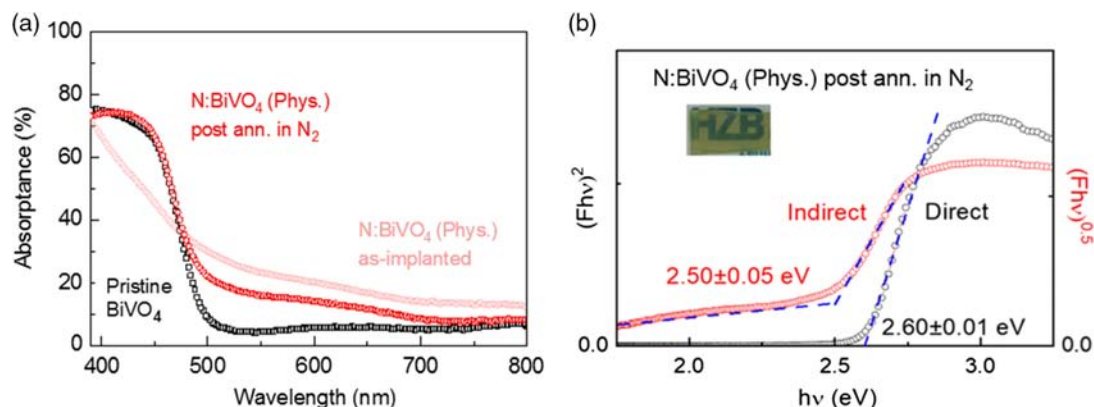 (a)
100
80
60
40
20
0
Absorptance (%)
N:BiVO₄ (Phys.)
post ann. in N₂
N:BiVO₄ (Phys.)
as-implanted
Pristine
BiVO₄
400
500
600
700
800
Wavelength (nm)
(b)
N:BiVO₄ (Phys.) post ann. in N₂
HZB
(Fhν)²
Indirect
Direct
(Fhν)⁰·⁵
2.50±0.05 eV
2.60±0.01 eV
0.0
0.0
2.0
2.5
3.0
hν (eV)